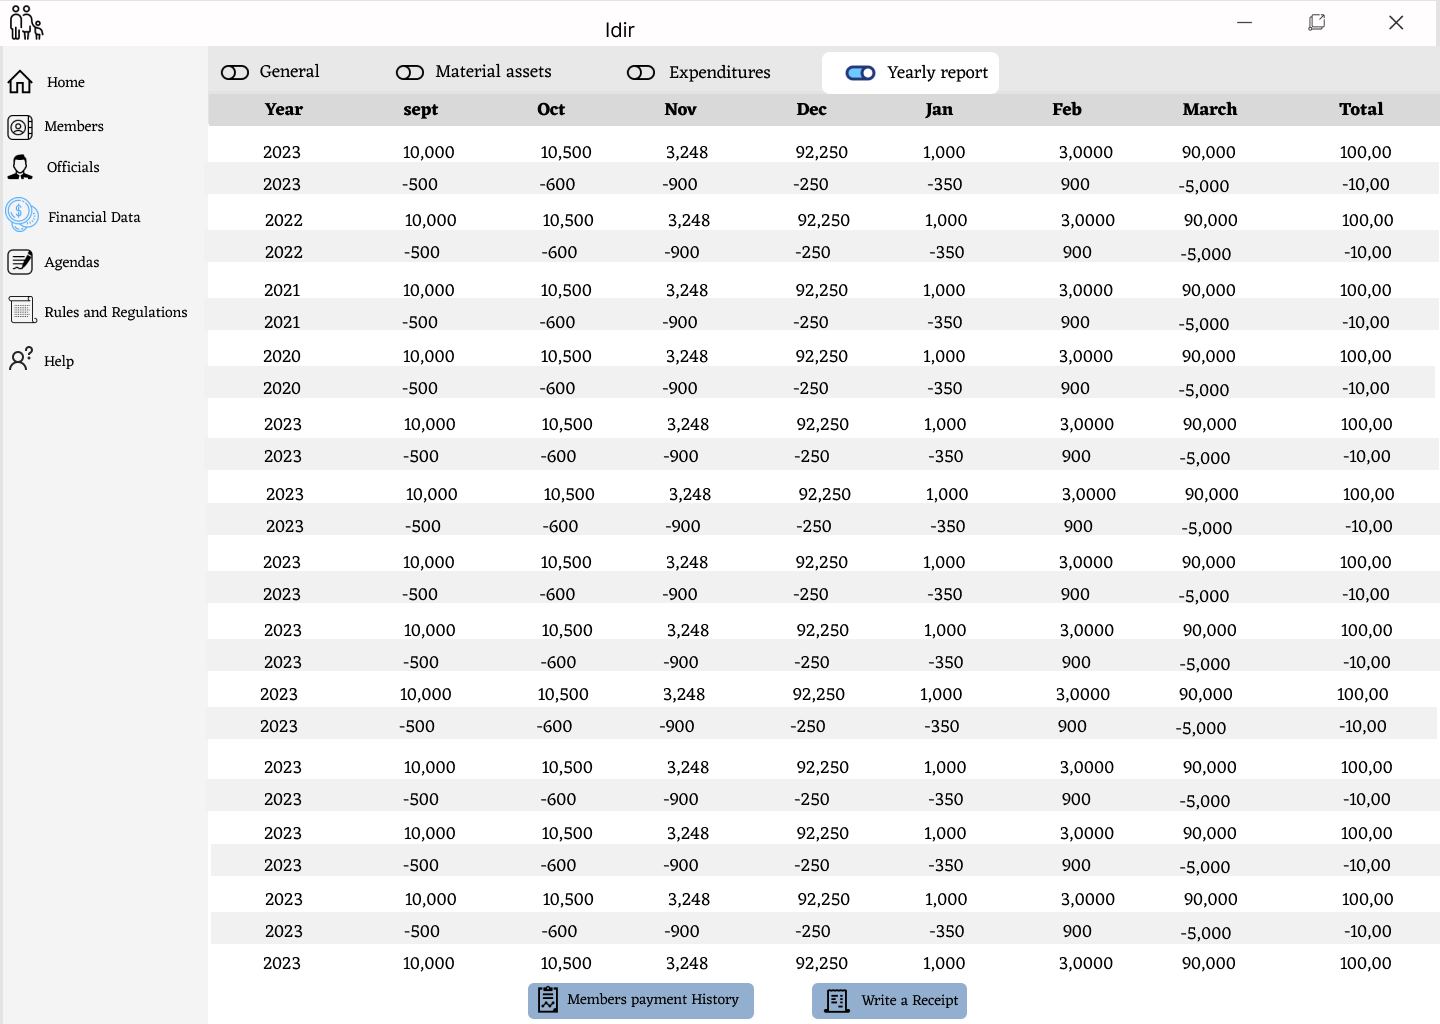 Idir
Home
Members
Officials
Financial Data
Agendas
Rules and Regulations
Help
General Material assets Expenditures Yearly report
Year sept Oct Nov Dec Jan Feb March Total
2023 10,000 10,500 3,248 92,250 1,000 3,0000 90,000 100,00
2023 -500 -600 -900 -250 -350 900 -5,000 -10,00
2022 10,000 10,500 3,248 92,250 1,000 3,0000 90,000 100,00
2022 -500 -600 -900 -250 -350 900 -5,000 -10,00
2021 10,000 10,500 3,248 92,250 1,000 3,0000 90,000 100,00
2021 -500 -600 -900 -250 -350 900 -5,000 -10,00
2020 10,000 10,500 3,248 92,250 1,000 3,0000 90,000 100,00
2020 -500 -600 -900 -250 -350 900 -5,000 -10,00
2023 10,000 10,500 3,248 92,250 1,000 3,0000 90,000 100,00
2023 -500 -600 -900 -250 -350 900 -5,000 -10,00
2023 10,000 10,500 3,248 92,250 1,000 3,0000 90,000 100,00
2023 -500 -600 -900 -250 -350 900 -5,000 -10,00
2023 10,000 10,500 3,248 92,250 1,000 3,0000 90,000 100,00
2023 -500 -600 -900 -250 -350 900 -5,000 -10,00
2023 10,000 10,500 3,248 92,250 1,000 3,0000 90,000 100,00
2023 -500 -600 -900 -250 -350 900 -5,000 -10,00
2023 10,000 10,500 3,248 92,250 1,000 3,0000 90,000 100,00
2023 -500 -600 -900 -250 -350 900 -5,000 -10,00
2023 10,000 10,500 3,248 92,250 1,000 3,0000 90,000 100,00
2023 -500 -600 -900 -250 -350 900 -5,000 -10,00
2023 10,000 10,500 3,248 92,250 1,000 3,0000 90,000 100,00
2023 -500 -600 -900 -250 -350 900 -5,000 -10,00
2023 10,000 10,500 3,248 92,250 1,000 3,0000 90,000 100,00
2023 -500 -600 -900 -250 -350 900 -5,000 -10,00
2023 10,000 10,500 3,248 92,250 1,000 3,0000 90,000 100,00
Members payment History Write a Receipt